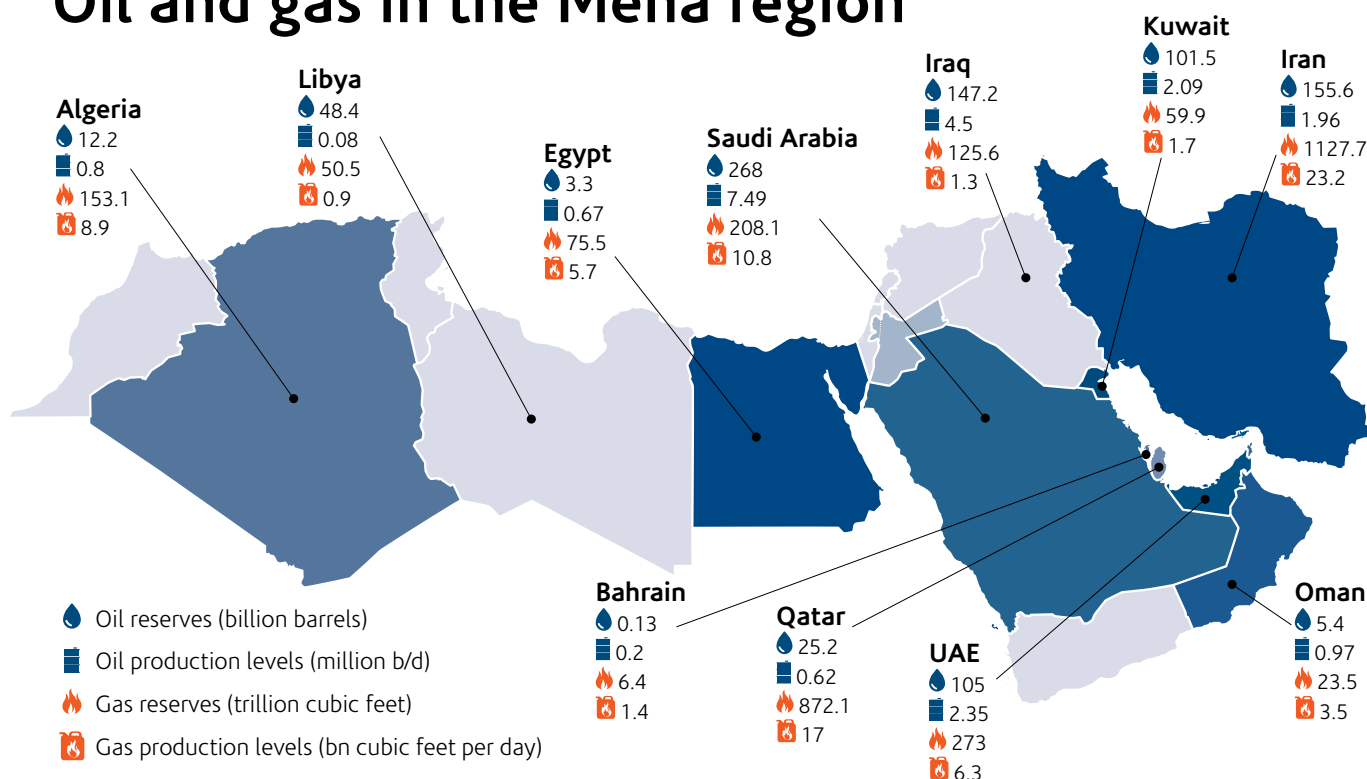 Oil and gas in the Mena region
Algeria
12.2
0.8
153.1
8.9
Libya
48.4
0.08
50.5
0.9
Egypt
3.3
0.67
75.5
5.7
Saudi Arabia
268
7.49
208.1
10.8
Iraq
147.2
4.5
125.6
1.3
Kuwait
101.5
2.09
59.9
1.7
Iran
155.6
1.96
1127.7
23.2
Bahrain
0.13
0.2
6.4
1.4
Qatar
25.2
0.62
872.1
17
UAE
105
2.35
273
6.3
Oman
5.4
0.97
23.5
3.5
Oil reserves (billion barrels)
Oil production levels (million b/d)
Gas reserves (trillion cubic feet)
Gas production levels (bn cubic feet per day)